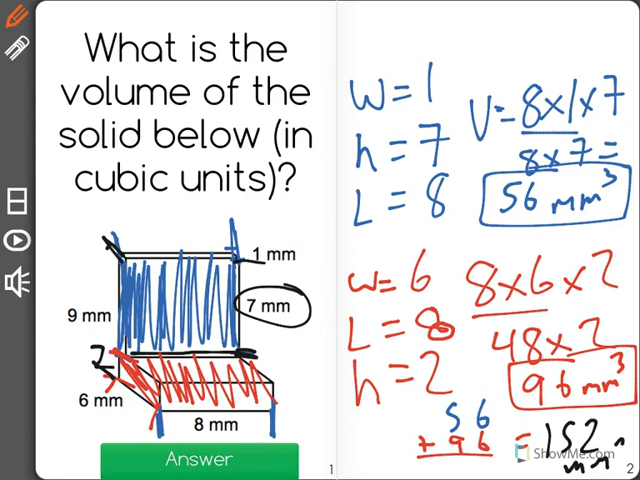 What is the
volume of the
solid below (in
cubic units)?
1 mm
7 mm
9 mm
2
6 mm
8 mm
Answer
1
w=1
h=7
L=8
V=8x1x7
8x7=
56 mm³
w=6
L=8
h=2
8x6x2
48x2
96mm³
56
+96
=152
mm
ShowMe.com
2